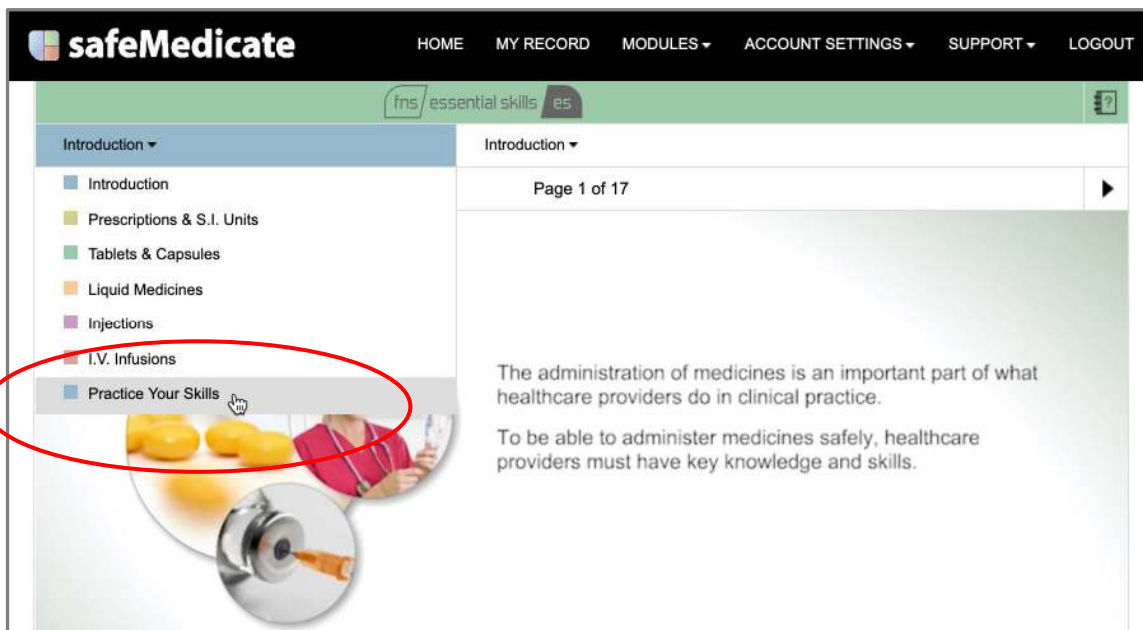 safeMedicate
HOME MY RECORD MODULES ACCOUNT SETTINGS SUPPORT LOGOUT
fns essential skills es
?
Introduction
Introduction
Introduction
Page 1 of 17
Prescriptions & S.I. Units
Tablets & Capsules
Liquid Medicines
Injections
I.V. Infusions
Practice Your Skills
The administration of medicines is an important part of what
healthcare providers do in clinical practice.
To be able to administer medicines safely, healthcare
providers must have key knowledge and skills.